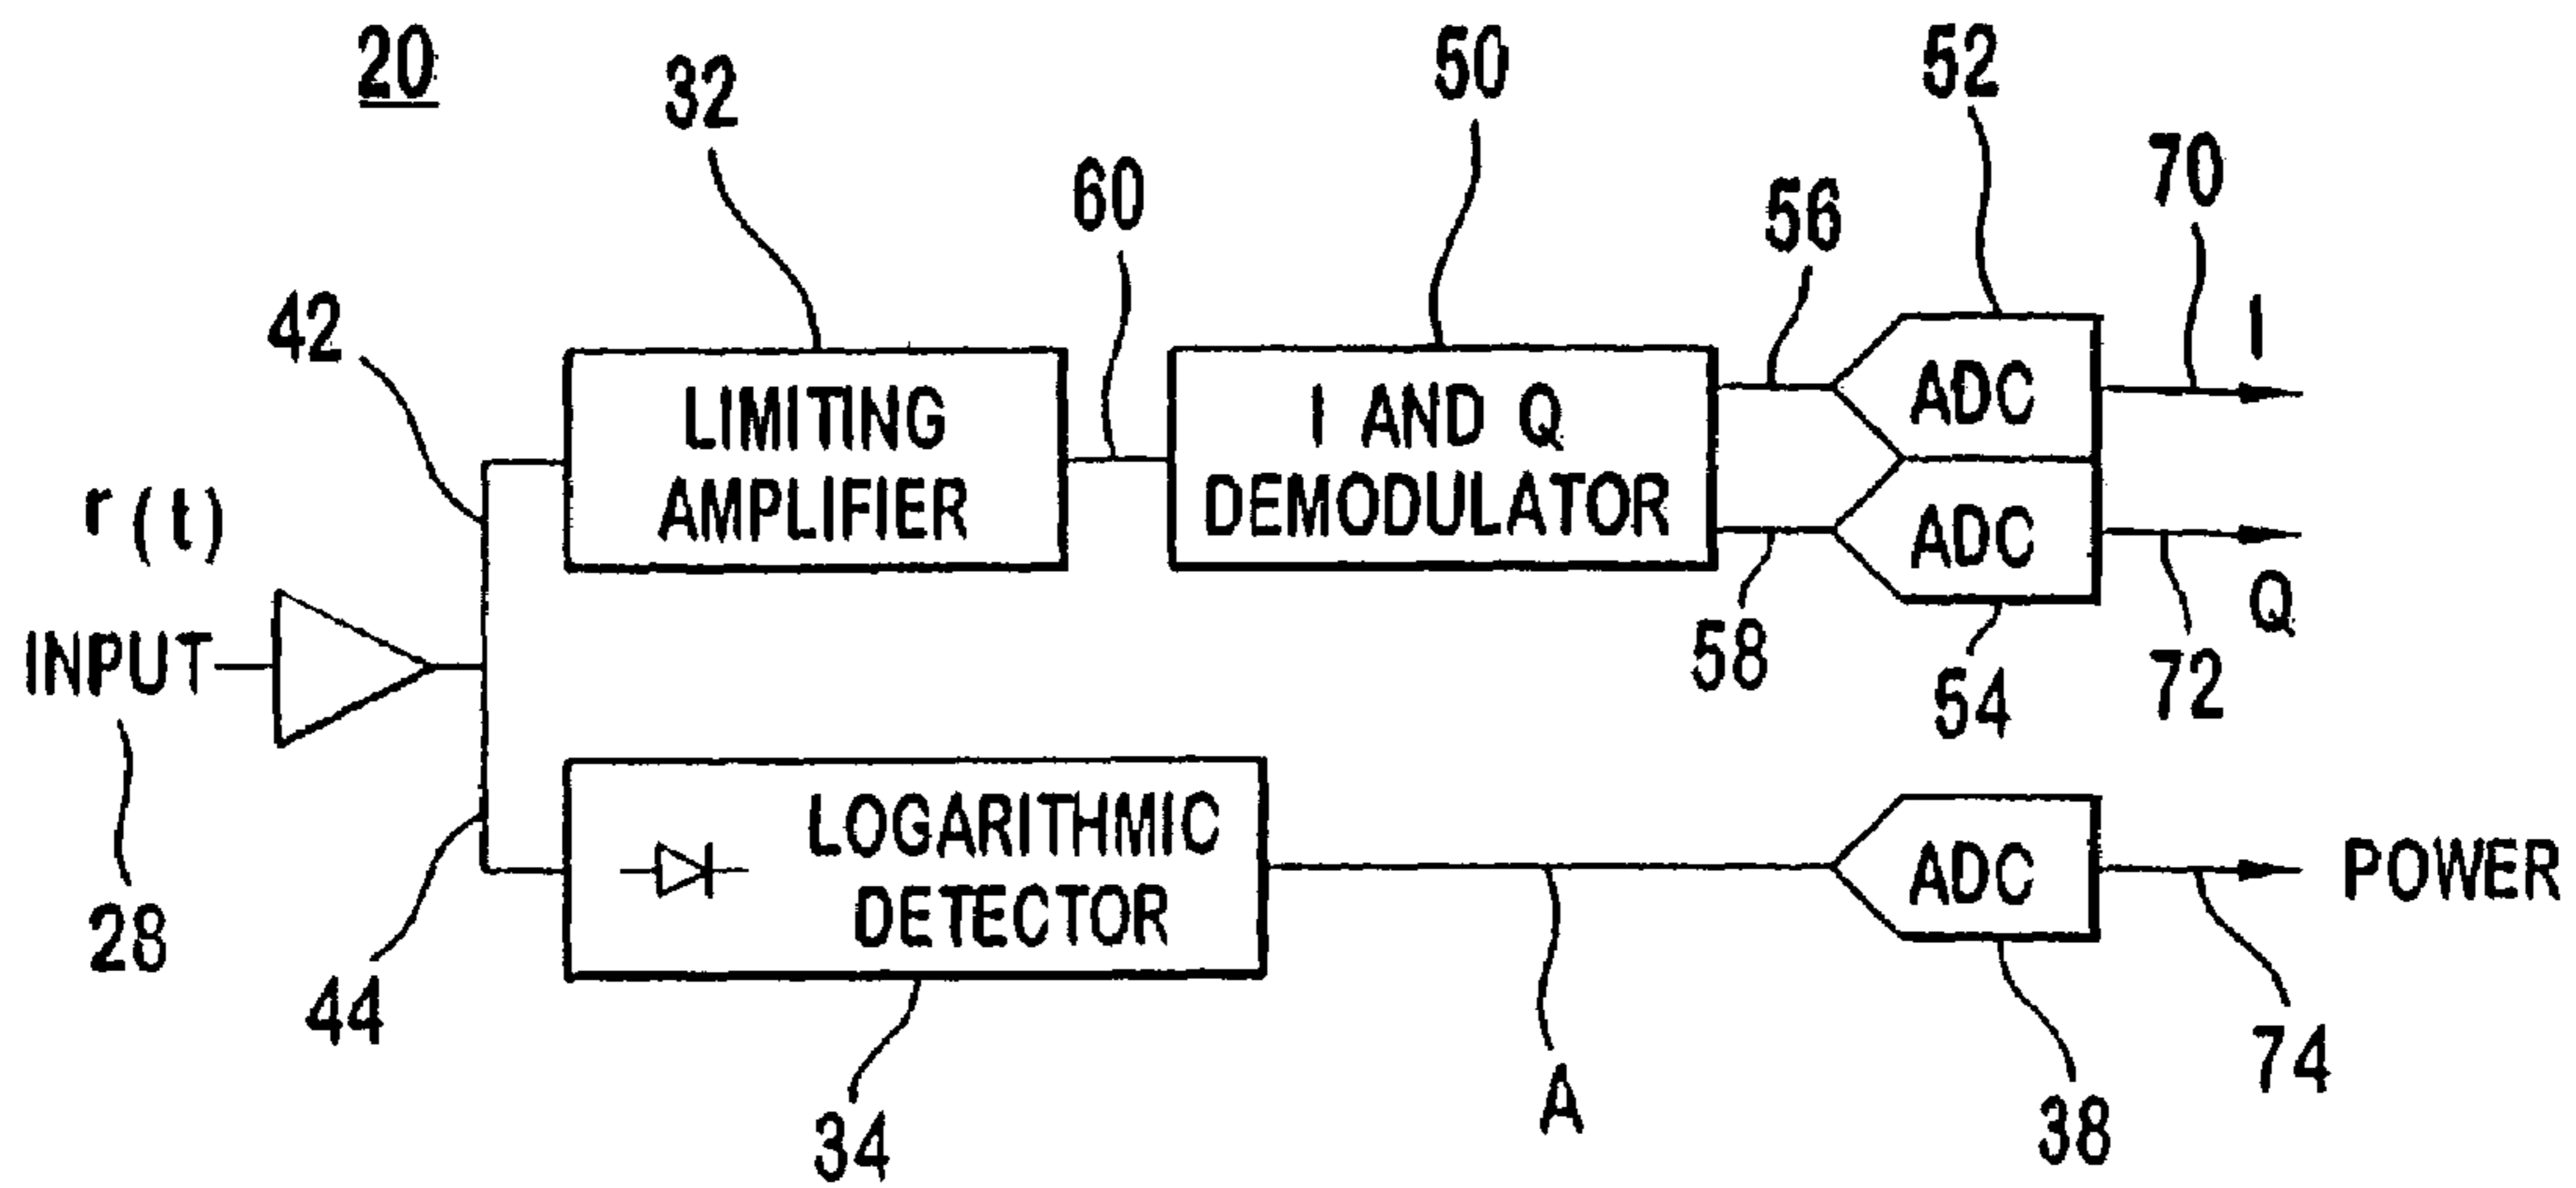 20
32
50
52
60
56
70
42
I
LIMITING
AMPLIFIER
I AND Q
DEMODULATOR
ADC
ADC
r(t)
INPUT
58
54
72
Q
28
44
LOGARITHMIC
DETECTOR
ADC
POWER
34
A
38
74